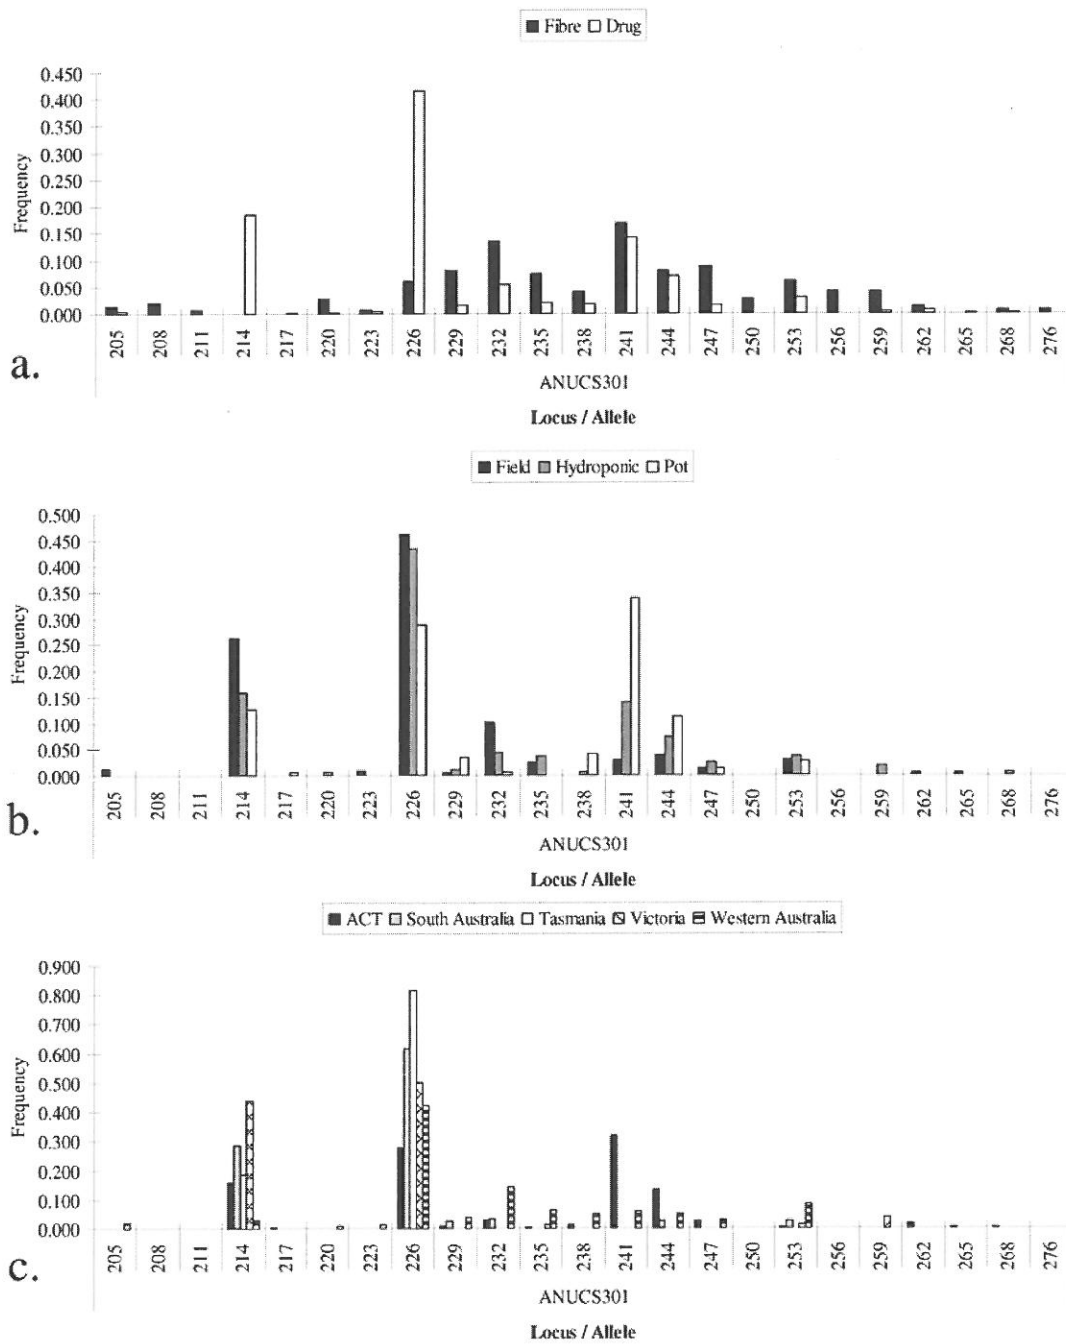 Fibre Drug
0.450
0.400
0.350
0.300
0.250
0.200
0.150
0.100
0.050
0.000
Frequency
205 208 211 214 217 220 223 226 229 232 235 238 241 244 247 250 253 256 259 262 265 268 276
a.
ANUCS301
Locus / Allele
Field Hydroponic Pot
0.500
0.450
0.400
0.350
0.300
0.250
0.200
0.150
0.100
0.050
0.000
Frequency
205 208 211 214 217 220 223 226 229 232 235 238 241 244 247 250 253 256 259 262 265 268 276
b.
ANUCS301
Locus / Allele
ACT South Australia Tasmania Victoria Western Australia
0.900
0.800
0.700
0.600
0.500
0.400
0.300
0.200
0.100
0.000
Frequency
205 208 211 214 217 220 223 226 229 232 235 238 241 244 247 250 253 256 259 262 265 268 276
c.
ANUCS301
Locus / Allele